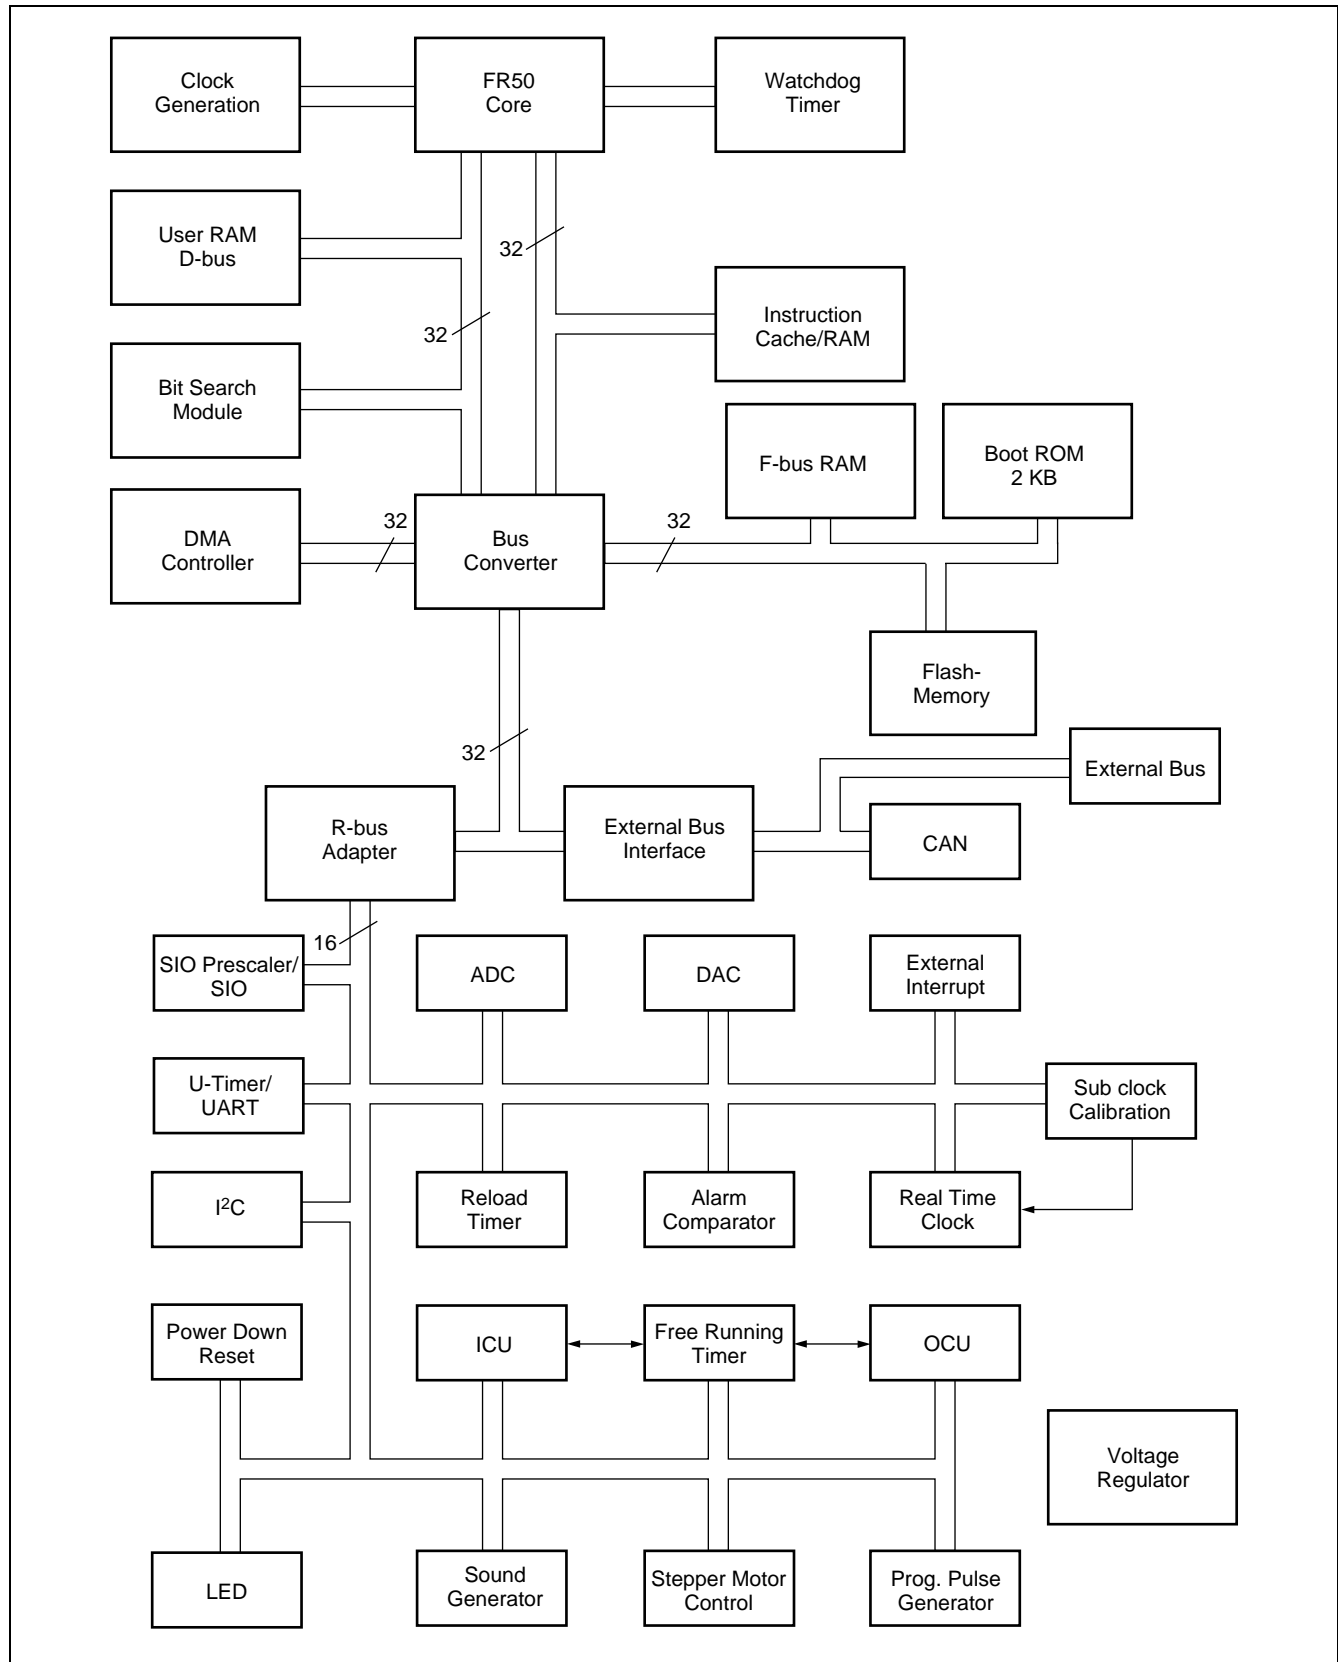 Clock
Generation
FR50
Core
Watchdog
Timer
User RAM
D-bus
32
32
Instruction
Cache/RAM
Bit Search
Module
F-bus RAM
Boot ROM
2 KB
DMA
Controller
32
Bus
Converter
32
Flash-
Memory
32
External Bus
R-bus
Adapter
External Bus
Interface
CAN
16
SIO Prescaler/
SIO
ADC
DAC
External
Interrupt
U-Timer/
UART
Sub clock
Calibration
I²C
Reload
Timer
Alarm
Comparator
Real Time
Clock
Power Down
Reset
ICU
Free Running
Timer
OCU
Voltage
Regulator
LED
Sound
Generator
Stepper Motor
Control
Prog. Pulse
Generator